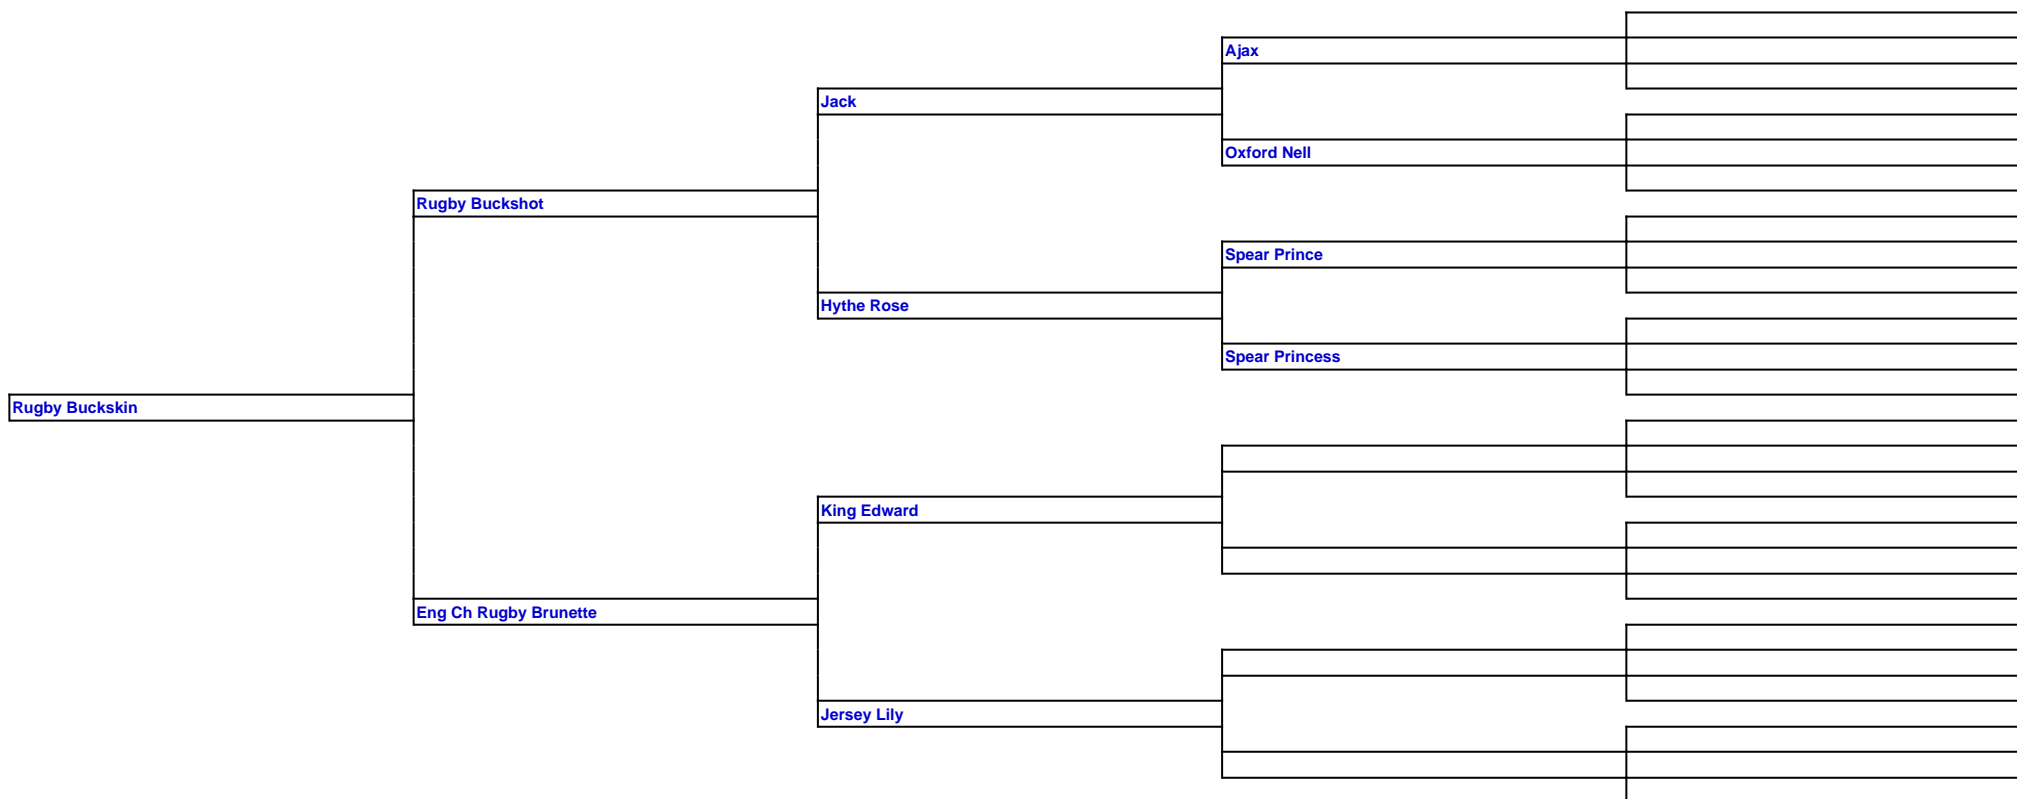 Ajax
Jack
Oxford Nell
Rugby Buckshot
Spear Prince
Hythe Rose
Spear Princess
Rugby Buckskin
King Edward
Eng Ch Rugby Brunette
Jersey Lily